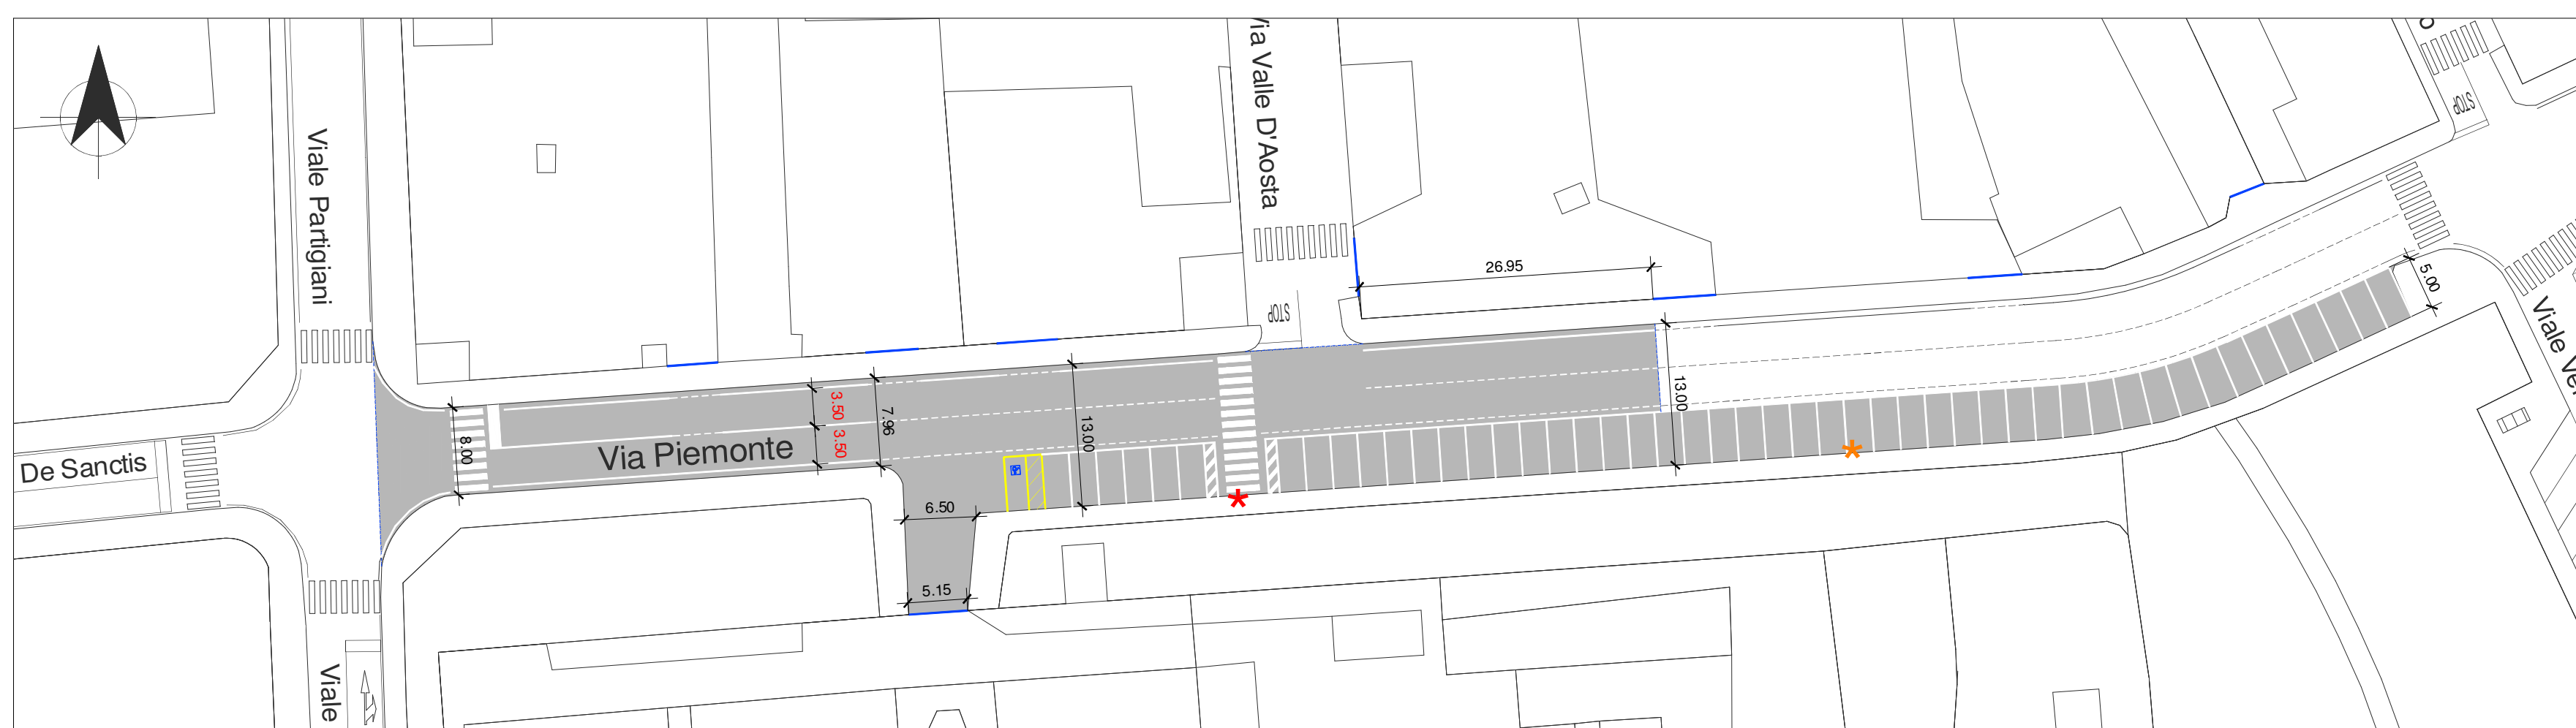 Viale Partigiani
De Sanctis
Viale
Via Piemonte
8.00
3.50
3.50
7.96
13.00
6.50
5.15
Via Valle D'Aosta
STOP
26.95
13.00
STOP
5.00
Viale
*
*